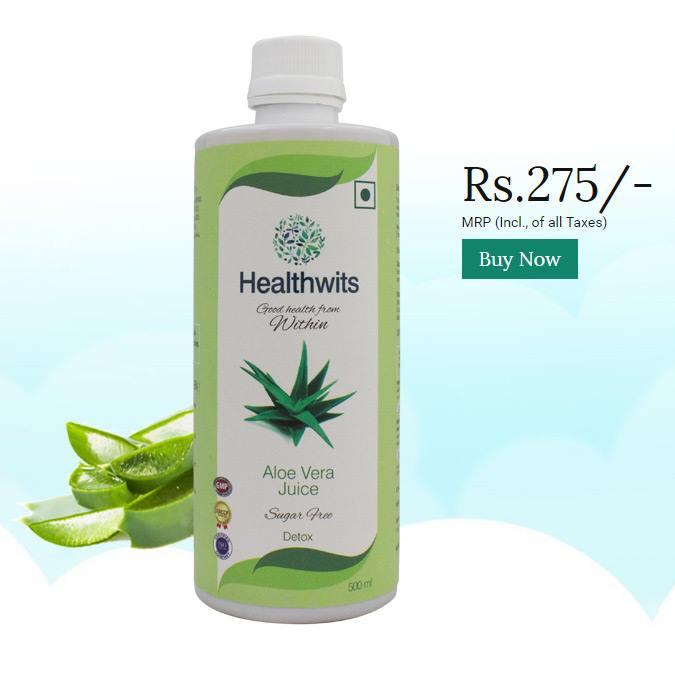 Healthwits
Good health from
Within
Aloe Vera
Juice
GMP
Sugar Free
Detox
500 ml
Rs.275/-
MRP (Incl., of all Taxes)
Buy Now